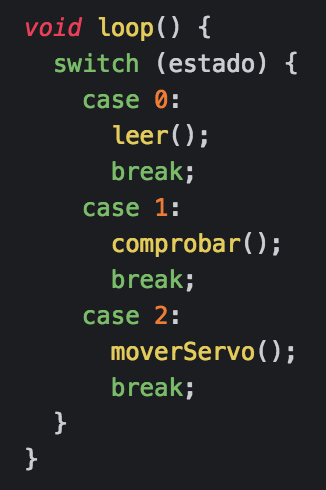 void loop() {
  switch (estado) {
    case 0:
      leer();
      break;
    case 1:
      comprobar();
      break;
    case 2:
      moverServo();
      break;
  }
}